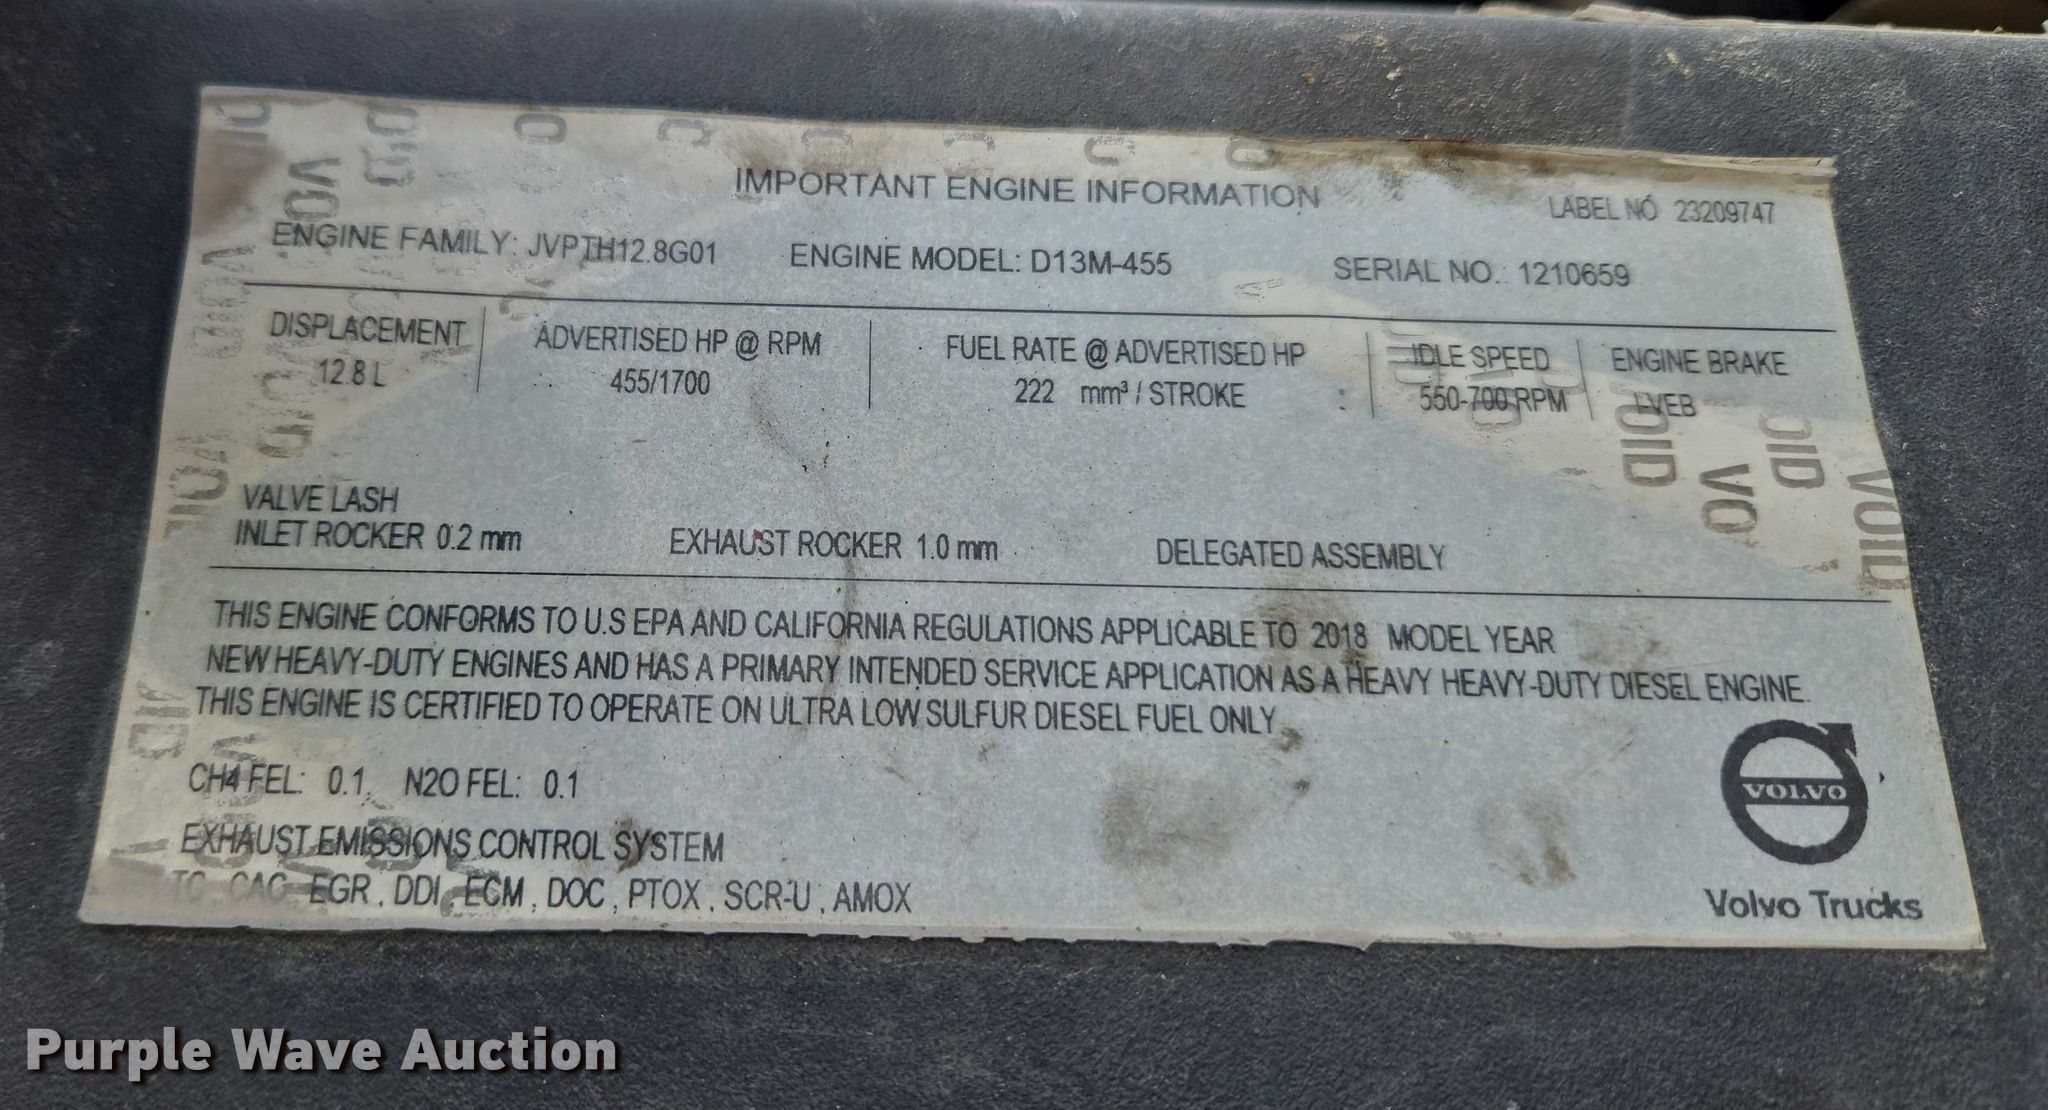 IMPORTANT ENGINE INFORMATION
LABEL NO 23209747
ENGINE FAMILY: JVPTH12.8G01 ENGINE MODEL: D13M-455 SERIAL NO.: 1210659
DISPLACEMENT ADVERTISED HP @ RPM FUEL RATE @ ADVERTISED HP IDLE SPEED ENGINE BRAKE
12.8 L 455/1700 222 mm³ / STROKE : 550-700 RPM I-VEB
VALVE LASH
INLET ROCKER 0.2 mm EXHAUST ROCKER 1.0 mm DELEGATED ASSEMBLY
THIS ENGINE CONFORMS TO U.S EPA AND CALIFORNIA REGULATIONS APPLICABLE TO 2018 MODEL YEAR
NEW HEAVY-DUTY ENGINES AND HAS A PRIMARY INTENDED SERVICE APPLICATION AS A HEAVY HEAVY-DUTY DIESEL ENGINE.
THIS ENGINE IS CERTIFIED TO OPERATE ON ULTRA LOW SULFUR DIESEL FUEL ONLY
CH4 FEL: 0.1, N2O FEL: 0.1
EXHAUST EMISSIONS CONTROL SYSTEM
TC, CAC, EGR, DDI, ECM, DOC, PTOX, SCR-U, AMOX
VOLVO
Volvo Trucks
VOID
Purple Wave Auction